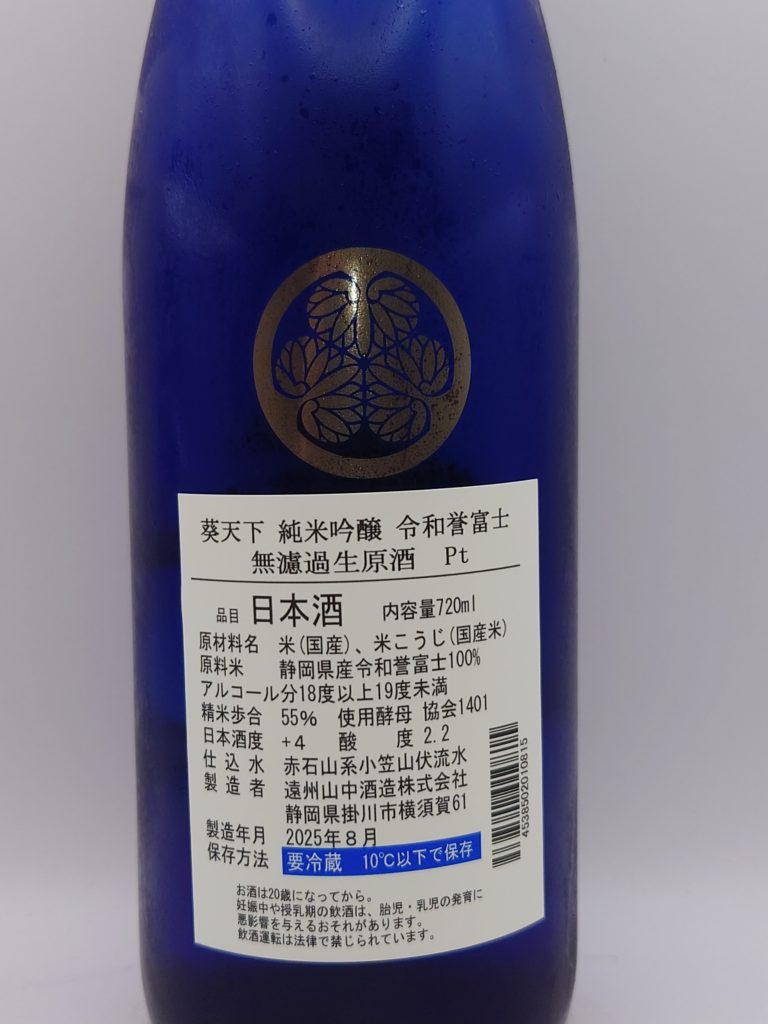 葵天下 純米吟醸 令和誉富士
無濾過生原酒 Pt
品目 日本酒 内容量720ml
原材料名 米(国産)、米こうじ(国産米)
原料米 静岡県産令和誉富士100%
アルコール分18度以上19度未満
精米歩合 55% 使用酵母 協会1401
日本酒度 +4 酸度 2.2
仕込水 赤石山系小笠山伏流水
製造者 遠州山中酒造株式会社
静岡県掛川市横須賀61
製造年月 2025年8月
保存方法 要冷蔵 10℃以下で保存
4538502010815
お酒は20歳になってから。
妊娠中や授乳期の飲酒は、胎児・乳児の発育に
悪影響を与えるおそれがあります。
飲酒運転は法律で禁じられています。